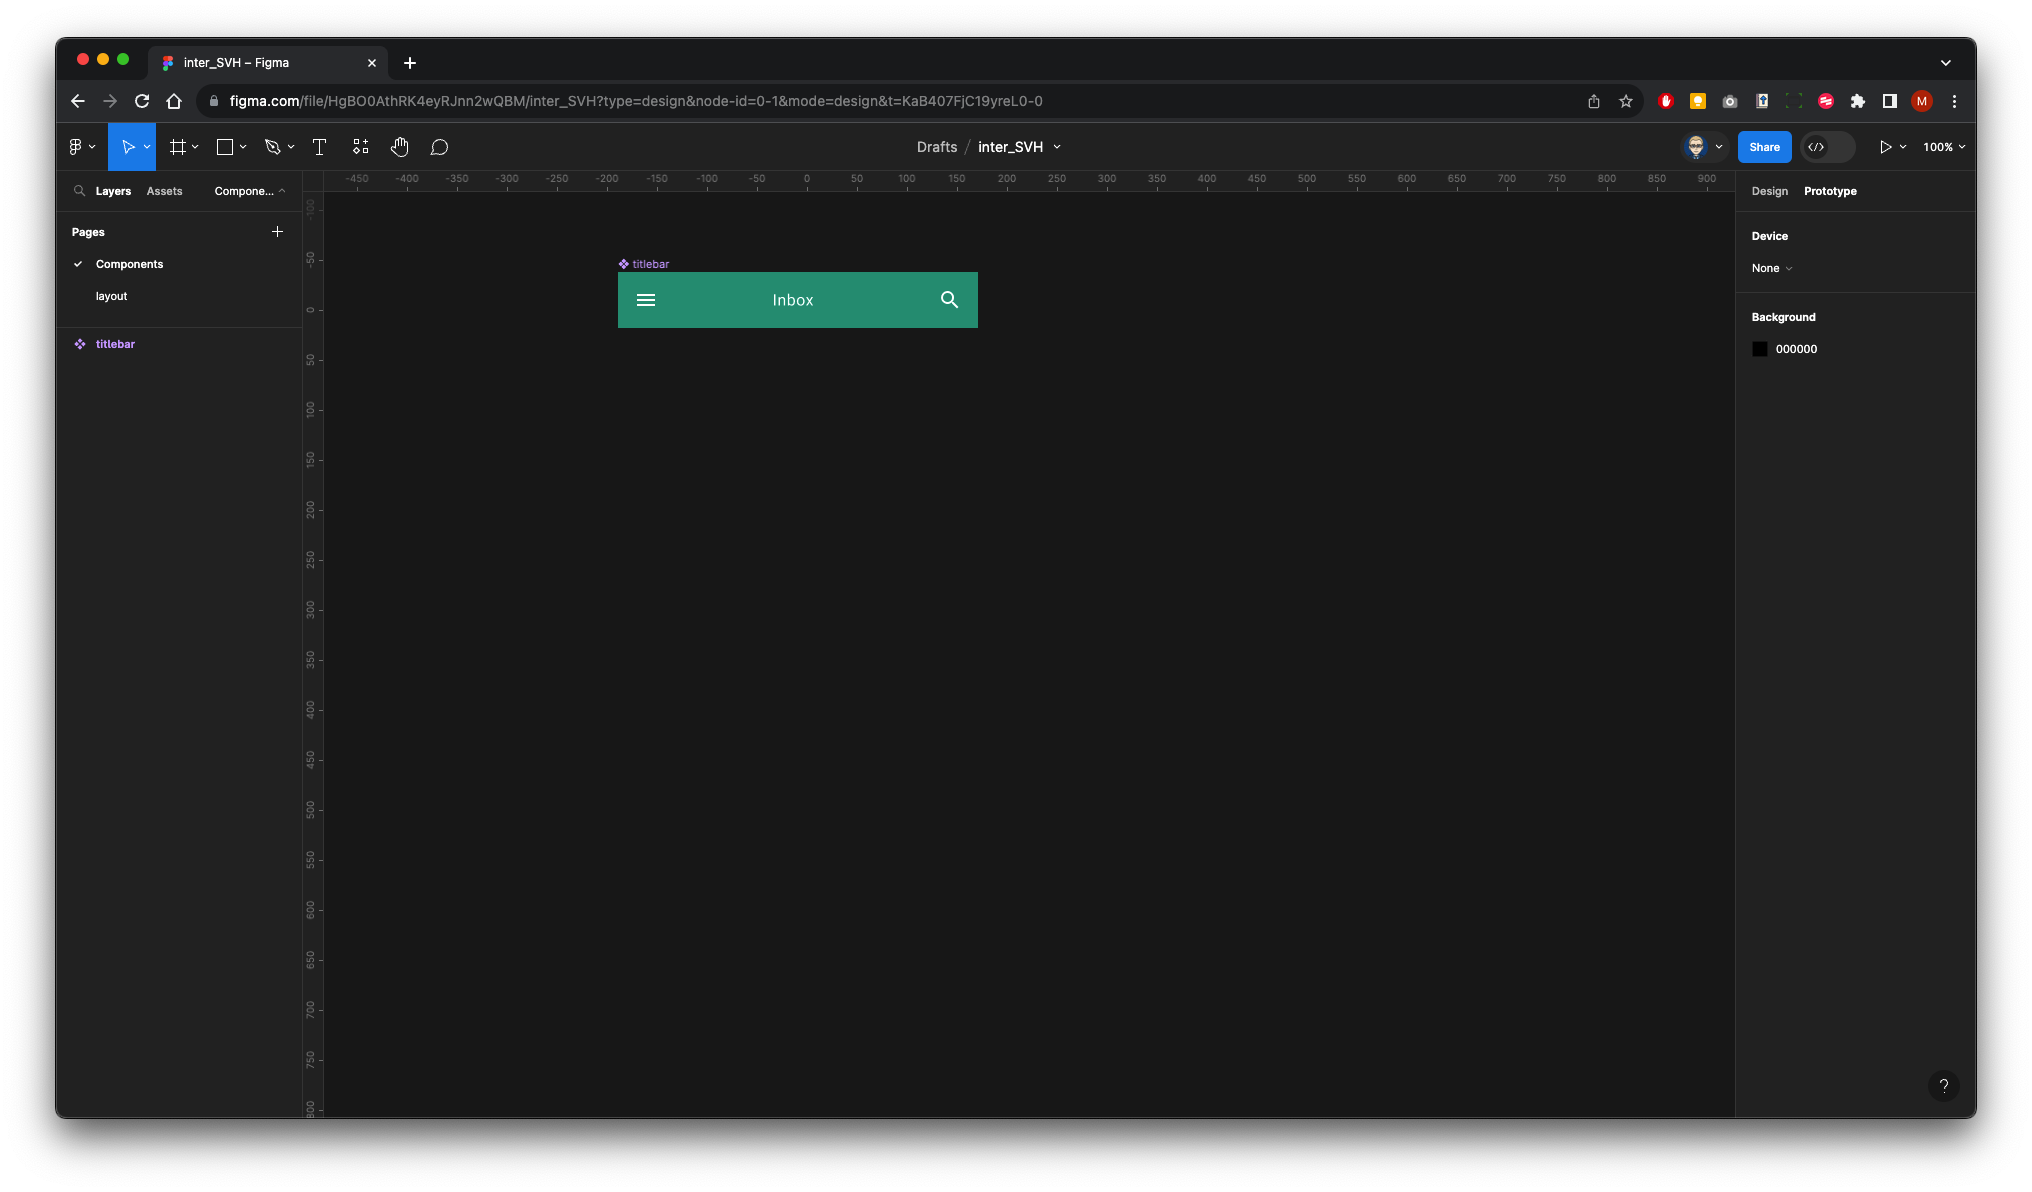 inter_SVH – Figma
figma.com/file/HgBO0AthRK4eyRJnn2wQBM/inter_SVH?type=design&node-id=0-1&mode=design&t=KaB407FjC19yreL0-0
M
Drafts / inter_SVH
Share
100%
Layers Assets Compone...
-450 -400 -350 -300 -250 -200 -150 -100 -50 0 50 100 150 200 250 300 350 400 450 500 550 600 650 700 750 800 850 900
Design Prototype
Pages
Components
layout
titlebar
-100
-50
0
50
100
150
200
250
300
350
400
450
500
550
600
650
700
750
800
titlebar
Inbox
Device
None
Background
000000
?